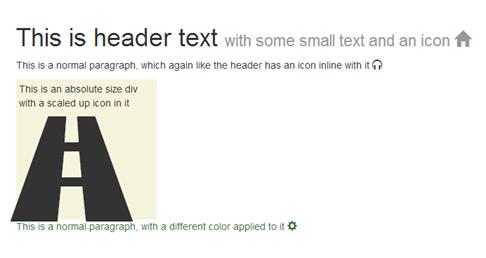 This is header text with some small text and an icon
This is a normal paragraph, which again like the header has an icon inline with it
This is an absolute size div
with a scaled up icon in it
This is a normal paragraph, with a different color applied to it